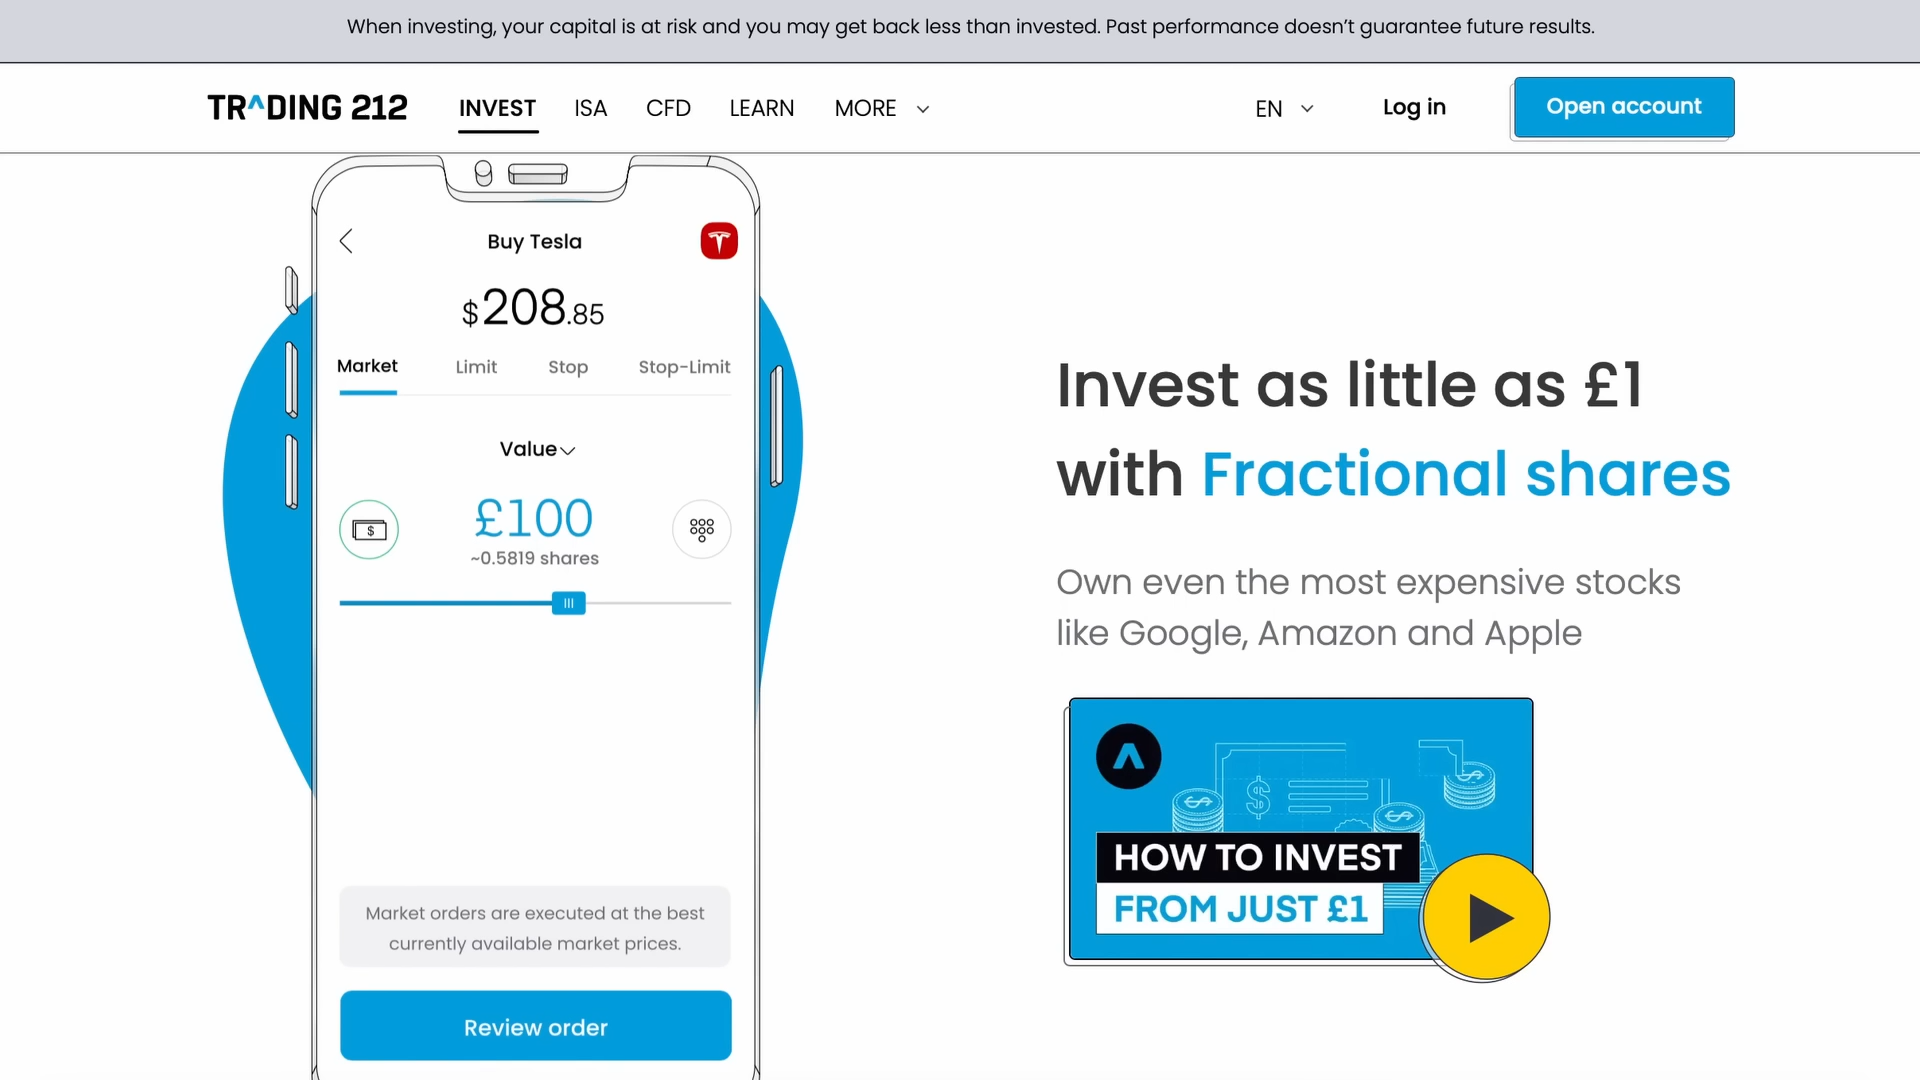 When investing, your capital is at risk and you may get back less than invested. Past performance doesn’t guarantee future results.
TRADING 212
INVEST
ISA
CFD
LEARN
MORE
EN
Log in
Open account
Buy Tesla
$208.85
Market
Limit
Stop
Stop-Limit
Value
$
£100
~0.5819 shares
Market orders are executed at the best
currently available market prices.
Review order
Invest as little as £1
with Fractional shares
Own even the most expensive stocks
like Google, Amazon and Apple
HOW TO INVEST
FROM JUST £1